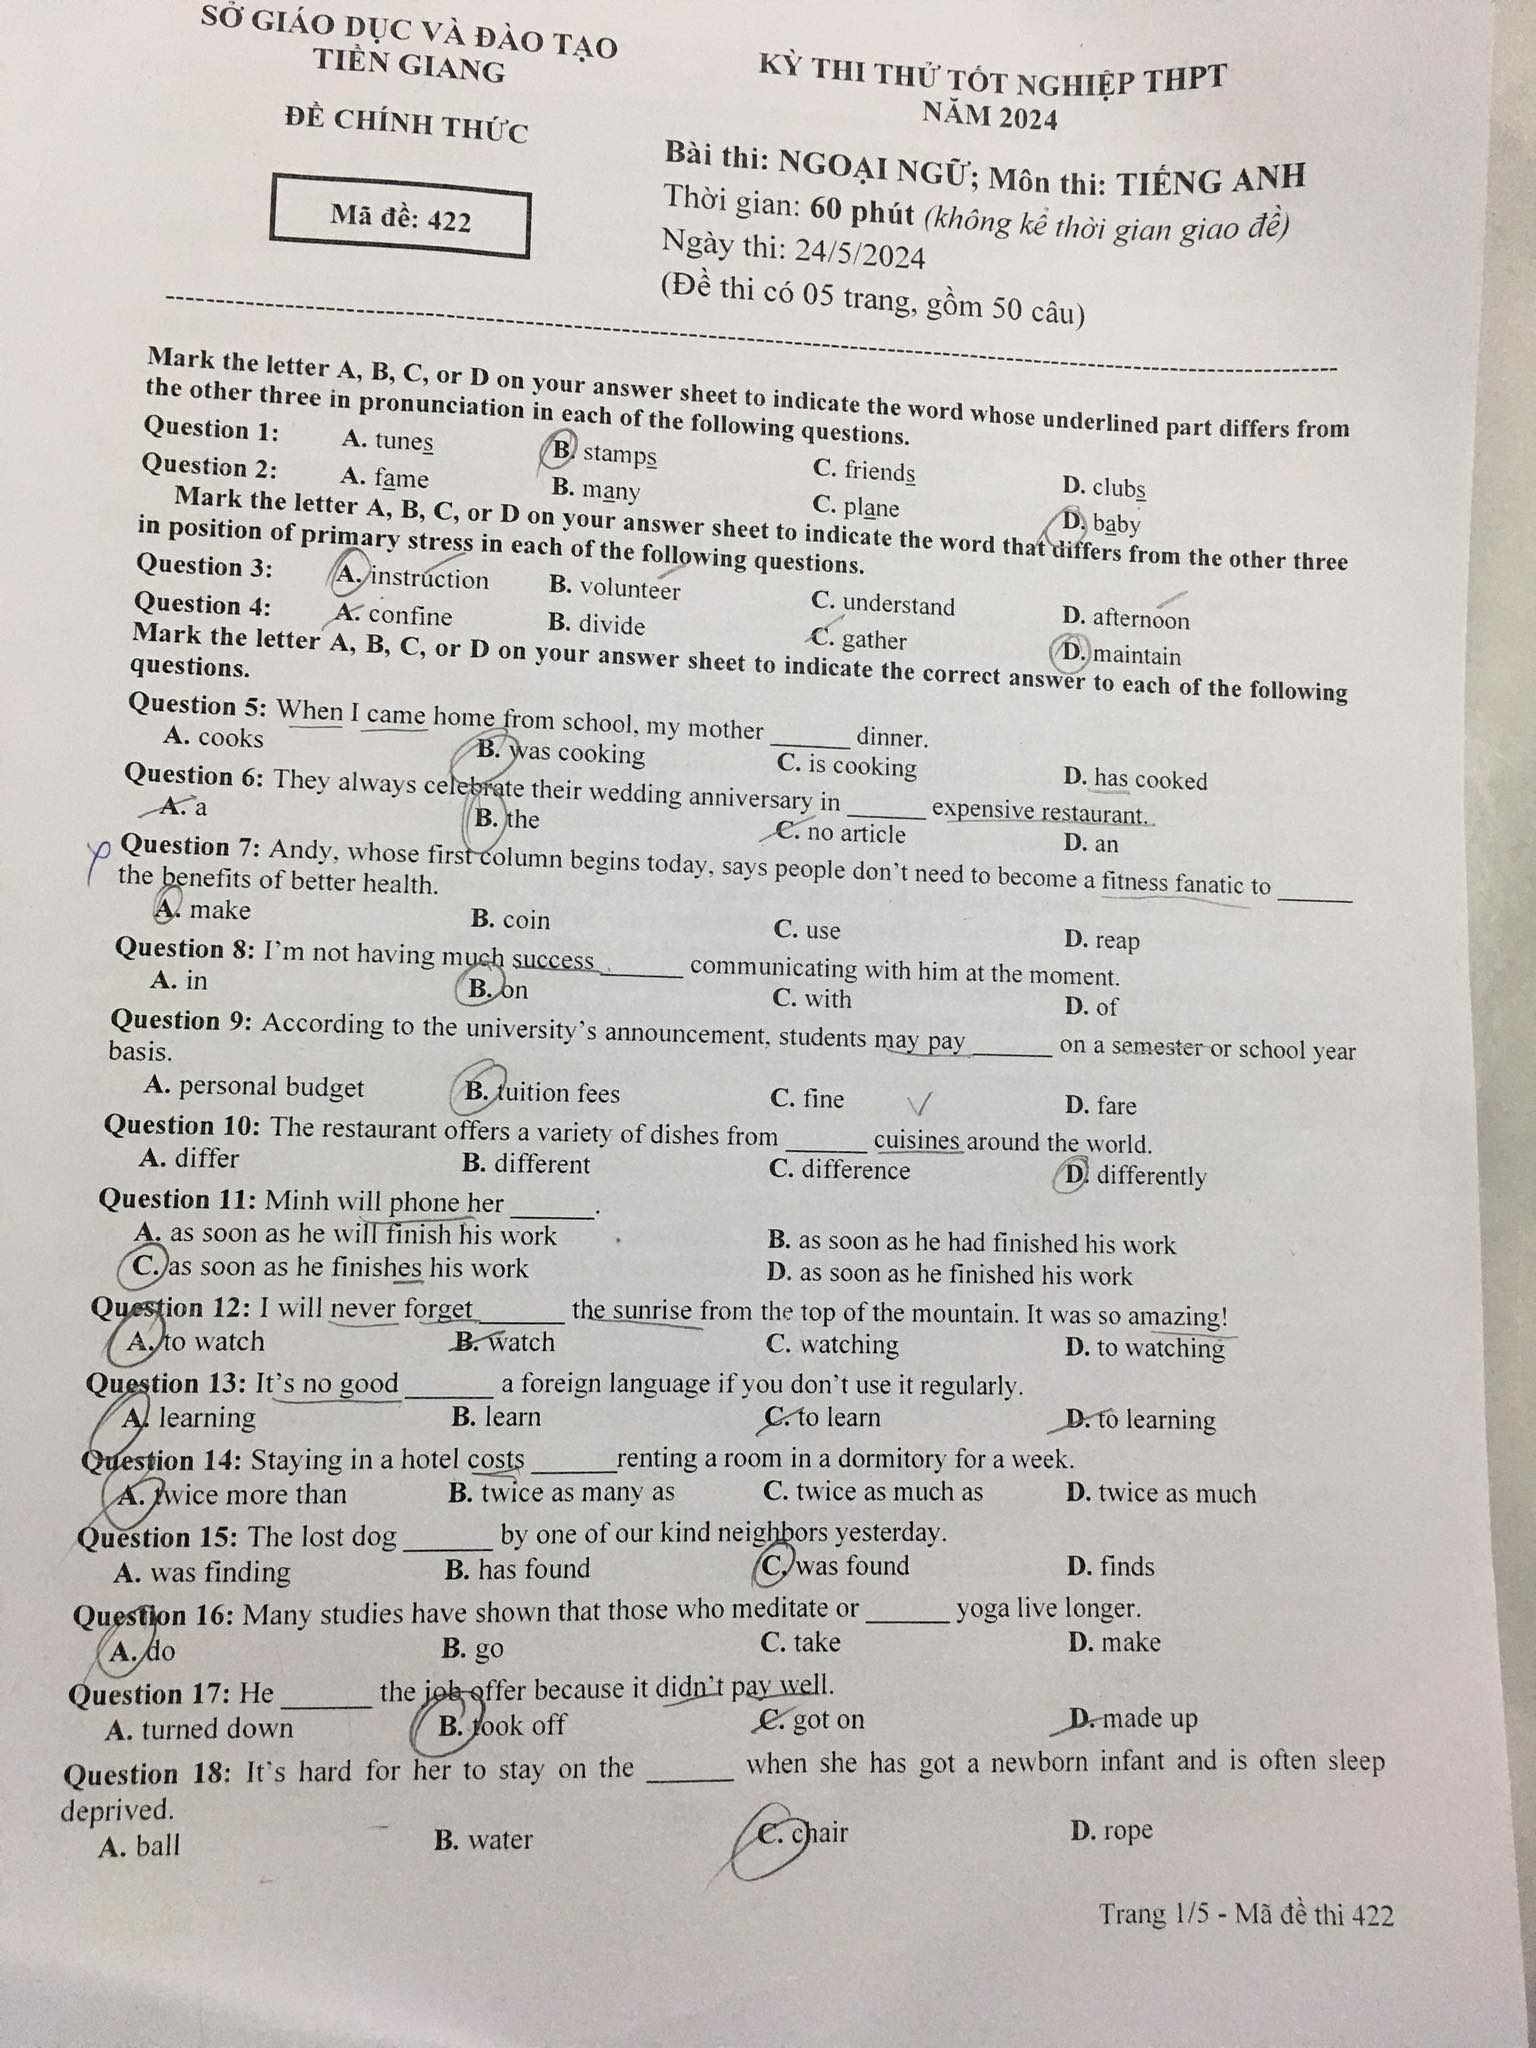 SỞ GIÁO DỤC VÀ ĐÀO TẠO
TIỀN GIANG
ĐỀ CHÍNH THỨC
Mã đề: 422
KỲ THI THỬ TỐT NGHIỆP THPT
NĂM 2024
Bài thi: NGOẠI NGỮ; Môn thi: TIẾNG ANH
Thời gian: 60 phút (không kể thời gian giao đề)
Ngày thi: 24/5/2024
(Đề thi có 05 trang, gồm 50 câu)
Mark the letter A, B, C, or D on your answer sheet to indicate the word whose underlined part differs from
the other three in pronunciation in each of the following questions.
Question 1: A. tunes B. stamps C. friends D. clubs
Question 2: A. fame B. many C. plane D. baby
Mark the letter A, B, C, or D on your answer sheet to indicate the word that differs from the other three
in position of primary stress in each of the following questions.
Question 3: A. instruction B. volunteer C. understand D. afternoon
Question 4: A. confine B. divide C. gather D. maintain
Mark the letter A, B, C, or D on your answer sheet to indicate the correct answer to each of the following
questions.
Question 5: When I came home from school, my mother ______ dinner.
A. cooks B. was cooking C. is cooking D. has cooked
Question 6: They always celebrate their wedding anniversary in ______ expensive restaurant.
A. a B. the C. no article D. an
Question 7: Andy, whose first column begins today, says people don't need to become a fitness fanatic to ______
the benefits of better health.
A. make B. coin C. use D. reap
Question 8: I'm not having much success ______ communicating with him at the moment.
A. in B. on C. with D. of
Question 9: According to the university's announcement, students may pay ______ on a semester or school year
basis.
A. personal budget B. tuition fees C. fine D. fare
Question 10: The restaurant offers a variety of dishes from ______ cuisines around the world.
A. differ B. different C. difference D. differently
Question 11: Minh will phone her ______.
A. as soon as he will finish his work B. as soon as he had finished his work
C. as soon as he finishes his work D. as soon as he finished his work
Question 12: I will never forget ______ the sunrise from the top of the mountain. It was so amazing!
A. to watch B. watch C. watching D. to watching
Question 13: It's no good ______ a foreign language if you don't use it regularly.
A. learning B. learn C. to learn D. to learning
Question 14: Staying in a hotel costs ______ renting a room in a dormitory for a week.
A. twice more than B. twice as many as C. twice as much as D. twice as much
Question 15: The lost dog ______ by one of our kind neighbors yesterday.
A. was finding B. has found C. was found D. finds
Question 16: Many studies have shown that those who meditate or ______ yoga live longer.
A. do B. go C. take D. make
Question 17: He ______ the job offer because it didn't pay well.
A. turned down B. took off C. got on D. made up
Question 18: It's hard for her to stay on the ______ when she has got a newborn infant and is often sleep
deprived.
A. ball B. water C. chair D. rope
Trang 1/5 - Mã đề thi 422